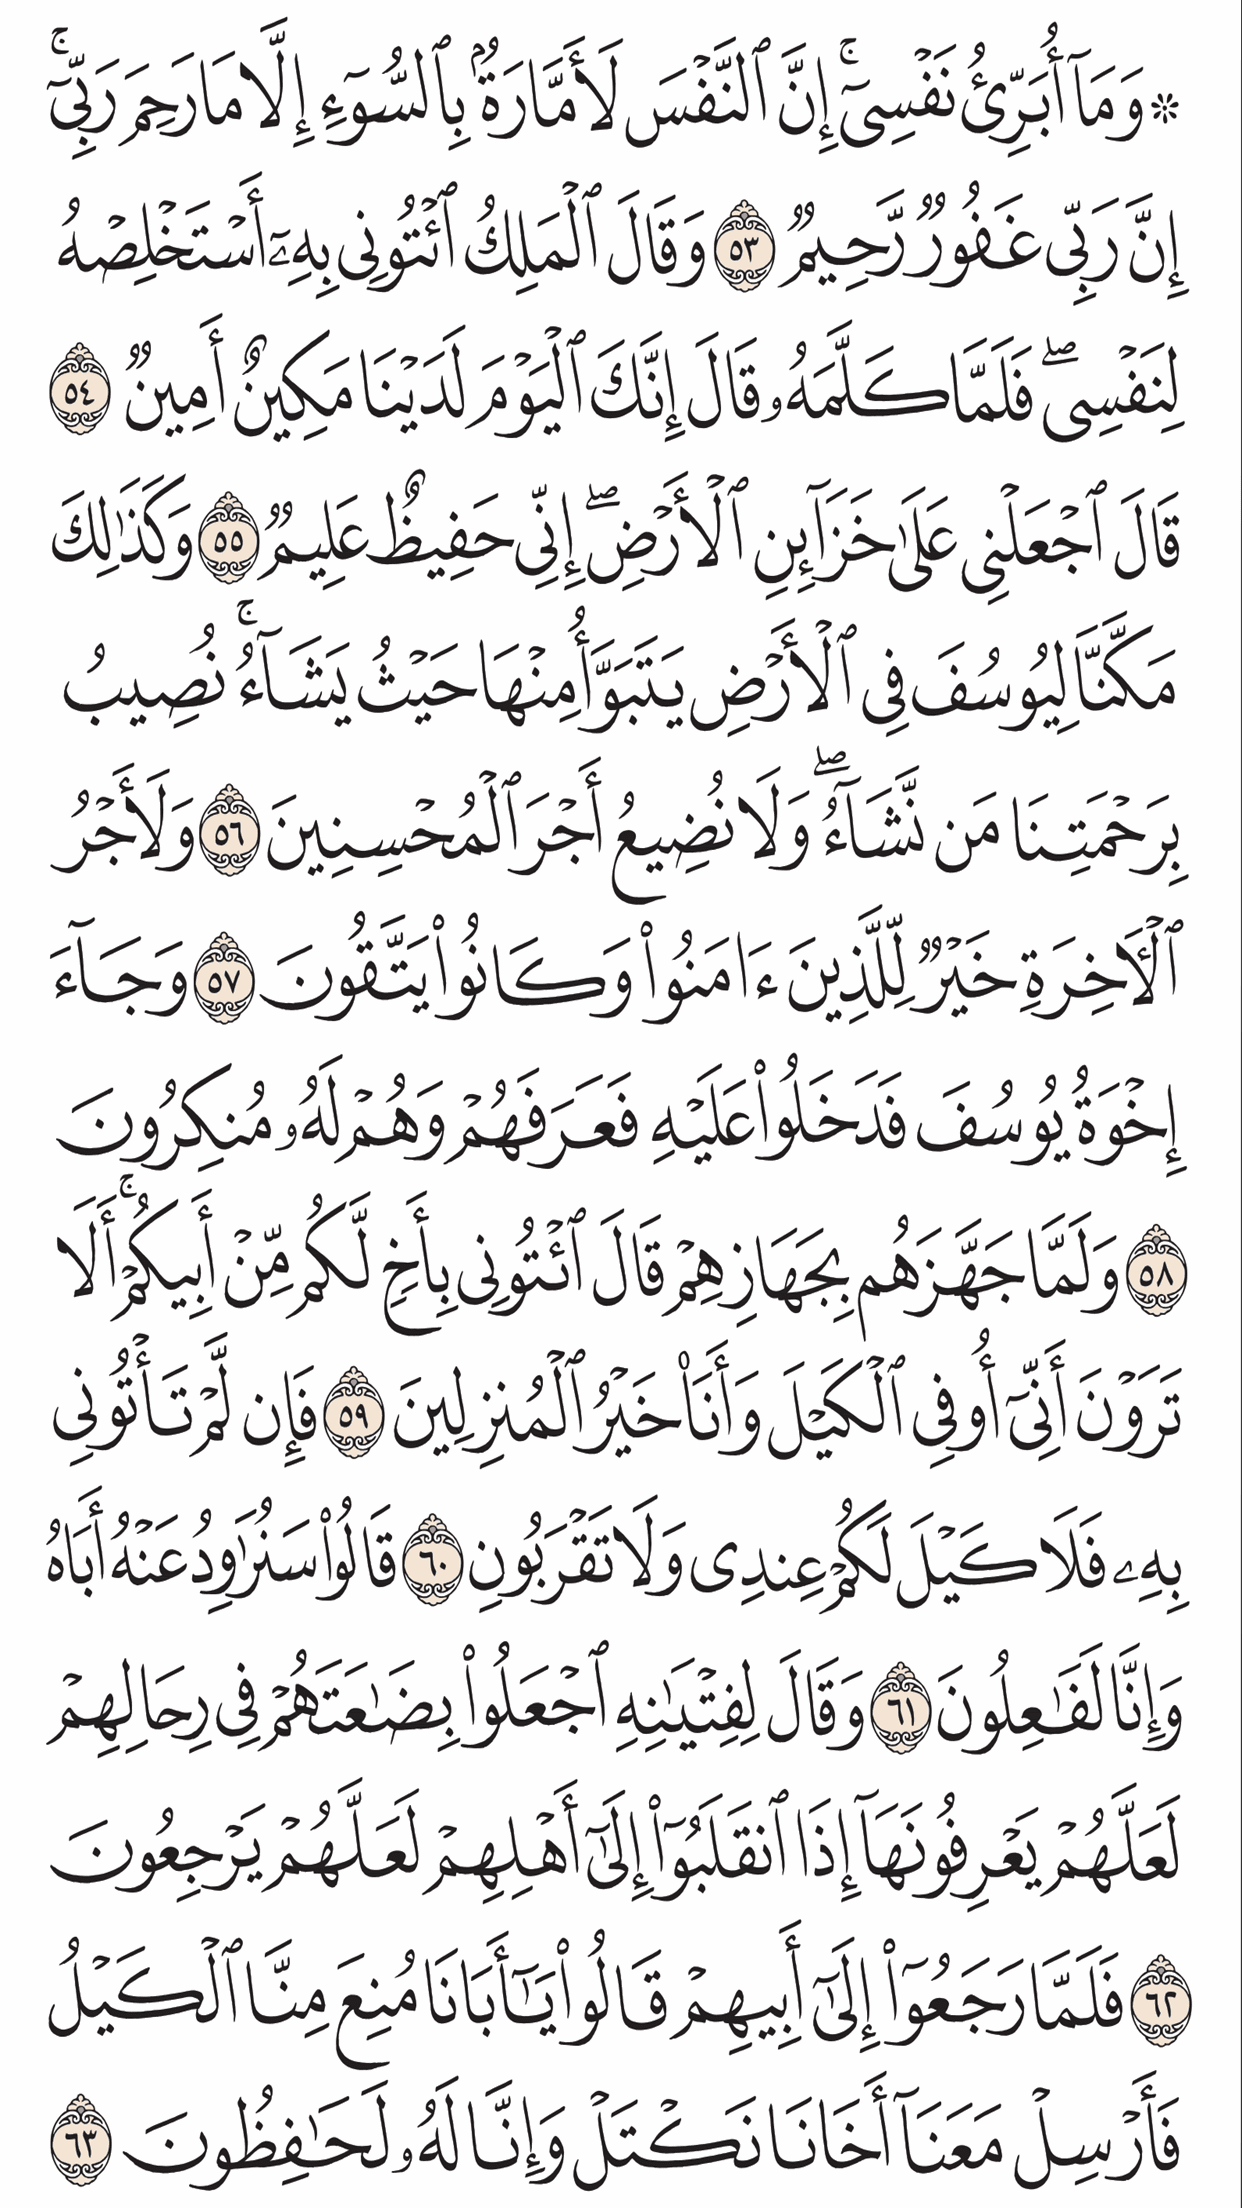 ۞ وَمَآ أُبَرِّئُ نَفْسِىٓ ۚ إِنَّ ٱلنَّفْسَ لَأَمَّارَةٌۢ بِٱلسُّوٓءِ إِلَّا مَا رَحِمَ رَبِّىٓ ۚ
إِنَّ رَبِّى غَفُورٌ رَّحِيمٌ ٥٣ وَقَالَ ٱلْمَلِكُ ٱئْتُونِى بِهِۦٓ أَسْتَخْلِصْهُ
لِنَفْسِى ۖ فَلَمَّا كَلَّمَهُۥ قَالَ إِنَّكَ ٱلْيَوْمَ لَدَيْنَا مَكِينٌ أَمِينٌ ٥٤
قَالَ ٱجْعَلْنِى عَلَىٰ خَزَآئِنِ ٱلْأَرْضِ ۖ إِنِّى حَفِيظٌ عَلِيمٌ ٥٥ وَكَذَٰلِكَ
مَكَّنَّا لِيُوسُفَ فِى ٱلْأَرْضِ يَتَبَوَّأُ مِنْهَا حَيْثُ يَشَآءُ ۚ نُصِيبُ
بِرَحْمَتِنَا مَن نَّشَآءُ ۖ وَلَا نُضِيعُ أَجْرَ ٱلْمُحْسِنِينَ ٥٦ وَلَأَجْرُ
ٱلْـَٔاخِرَةِ خَيْرٌ لِّلَّذِينَ ءَامَنُوا۟ وَكَانُوا۟ يَتَّقُونَ ٥٧ وَجَآءَ
إِخْوَةُ يُوسُفَ فَدَخَلُوا۟ عَلَيْهِ فَعَرَفَهُمْ وَهُمْ لَهُۥ مُنكِرُونَ
٥٨ وَلَمَّا جَهَّزَهُم بِجَهَازِهِمْ قَالَ ٱئْتُونِى بِأَخٍ لَّكُم مِّنْ أَبِيكُمْ ۚ أَلَا
تَرَوْنَ أَنِّىٓ أُوفِى ٱلْكَيْلَ وَأَنَا۠ خَيْرُ ٱلْمُنزِلِينَ ٥٩ فَإِن لَّمْ تَأْتُونِى
بِهِۦ فَلَا كَيْلَ لَكُمْ عِندِى وَلَا تَقْرَبُونِ ٦٠ قَالُوا۟ سَنُرَٰوِدُ عَنْهُ أَبَاهُ
وَإِنَّا لَفَـٰعِلُونَ ٦١ وَقَالَ لِفِتْيَـٰنِهِ ٱجْعَلُوا۟ بِضَـٰعَتَهُمْ فِى رِحَالِهِمْ
لَعَلَّهُمْ يَعْرِفُونَهَآ إِذَا ٱنقَلَبُوٓا۟ إِلَىٰٓ أَهْلِهِمْ لَعَلَّهُمْ يَرْجِعُونَ
٦٢ فَلَمَّا رَجَعُوٓا۟ إِلَىٰٓ أَبِيهِمْ قَالُوا۟ يَـٰٓأَبَانَا مُنِعَ مِنَّا ٱلْكَيْلُ
فَأَرْسِلْ مَعَنَآ أَخَانَا نَكْتَلْ وَإِنَّا لَهُۥ لَحَـٰفِظُونَ ٦٣